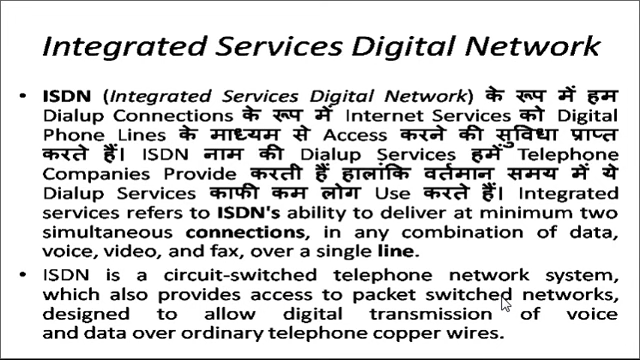 Integrated Services Digital Network
• ISDN (Integrated Services Digital Network) के रूप में हम
Dialup Connections के रूप में Internet Services को Digital
Phone Lines के माध्यम से Access करने की सुविधा प्राप्त
करते हैं। ISDN नाम की Dialup Services हमें Telephone
Companies Provide करती हैं हालांकि वर्तमान समय में ये
Dialup Services काफी कम लोग Use करते हैं। Integrated
services refers to ISDN's ability to deliver at minimum two
simultaneous connections, in any combination of data,
voice, video, and fax, over a single line.
• ISDN is a circuit-switched telephone network system,
which also provides access to packet switched networks,
designed to allow digital transmission of voice
and data over ordinary telephone copper wires.